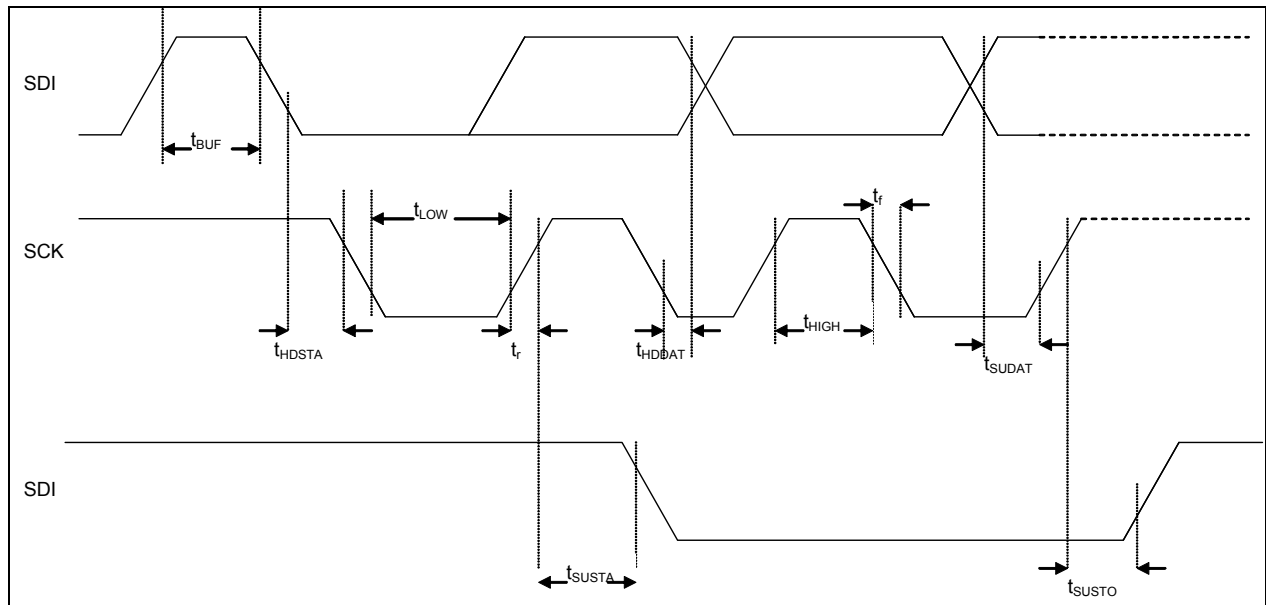 SDI
tBUF
tLOW
tf
SCK
tHDSTA
tr
tHDDAT
tHIGH
tSUDAT
SDI
tSUSTA
tSUSTO